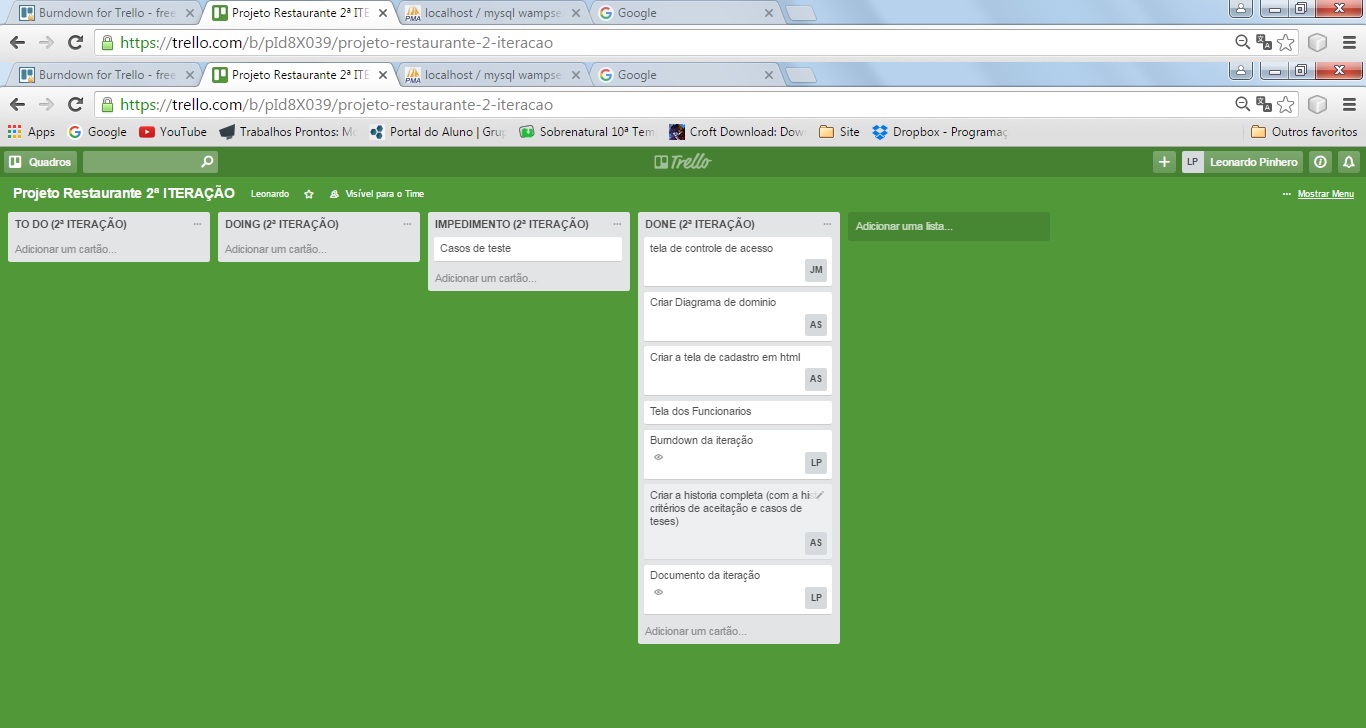 Burndown for Trello - free
Projeto Restaurante 2ª ITE
localhost / mysql wampse
Google
https://trello.com/b/pId8X039/projeto-restaurante-2-iteracao
Burndown for Trello - free
Projeto Restaurante 2ª ITE
localhost / mysql wampse
Google
https://trello.com/b/pId8X039/projeto-restaurante-2-iteracao
Apps
Google
YouTube
Trabalhos Prontos: Mo
Portal do Aluno | Grup
Sobrenatural 10ª Tem
Croft Download: Dow
Site
Dropbox - Programaç
Outros favoritos
Quadros
Trello
LP
Leonardo Pinhero
Projeto Restaurante 2ª ITERAÇÃO
Leonardo
Visível para o Time
Mostrar Menu
TO DO (2ª ITERAÇÃO)
Adicionar um cartão...
DOING (2ª ITERAÇÃO)
Adicionar um cartão...
IMPEDIMENTO (2ª ITERAÇÃO)
Casos de teste
Adicionar um cartão...
DONE (2ª ITERAÇÃO)
tela de controle de acesso
JM
Criar Diagrama de dominio
AS
Criar a tela de cadastro em html
AS
Tela dos Funcionarios
Burndown da iteração
LP
Criar a historia completa (com a hist
critérios de aceitação e casos de
teses)
AS
Documento da iteração
LP
Adicionar um cartão...
Adicionar uma lista...